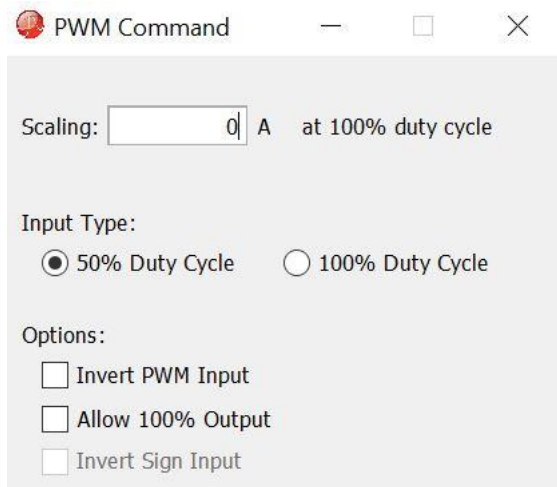 PWM Command
Scaling: 0 A at 100% duty cycle
Input Type:
50% Duty Cycle 100% Duty Cycle
Options:
Invert PWM Input
Allow 100% Output
Invert Sign Input